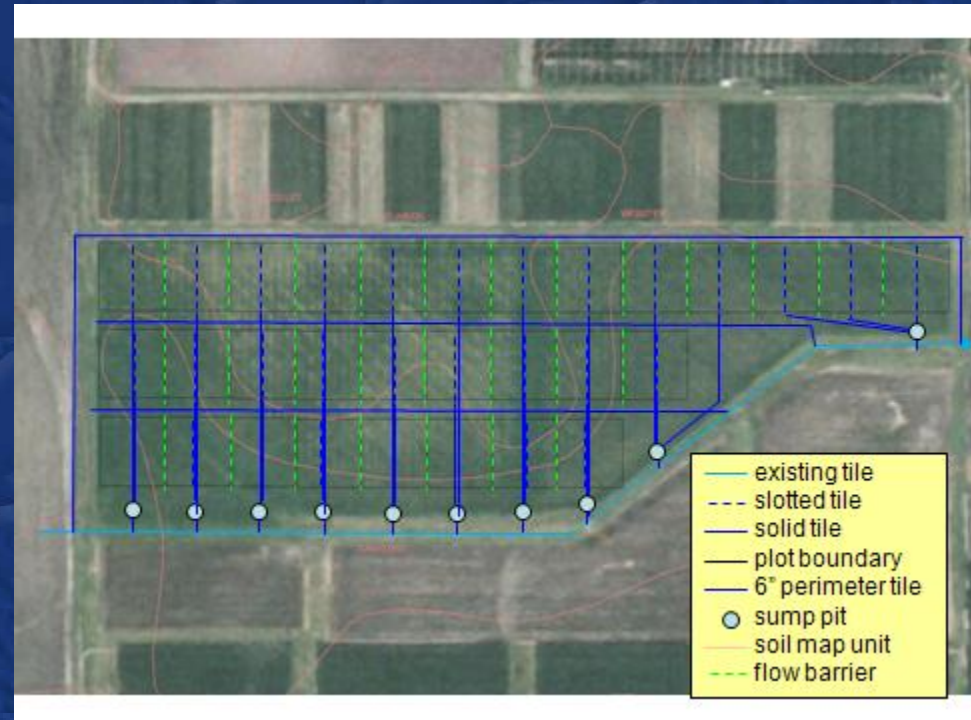 existing tile
slotted tile
solid tile
plot boundary
6" perimeter tile
sump pit
soil map unit
flow barrier